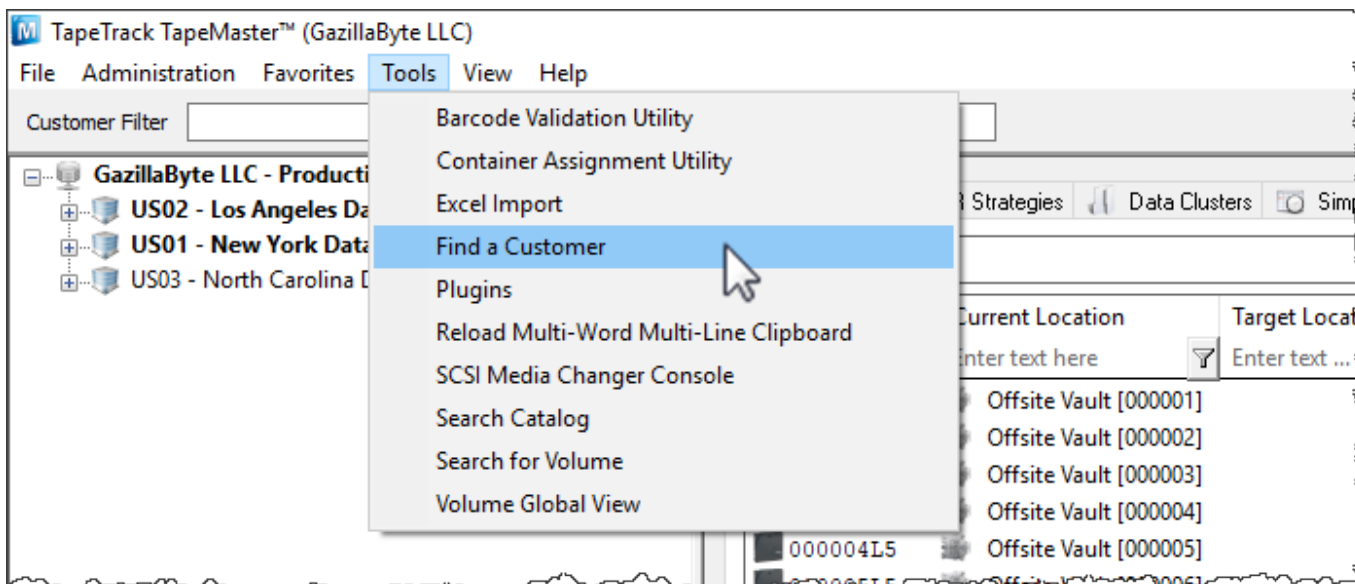 TapeTrack TapeMaster™ (GazillaByte LLC)
File Administration Favorites Tools View Help
Customer Filter
Barcode Validation Utility
Container Assignment Utility
Excel Import
Find a Customer
Plugins
Reload Multi-Word Multi-Line Clipboard
SCSI Media Changer Console
Search Catalog
Search for Volume
Volume Global View
GazillaByte LLC - Producti
US02 - Los Angeles Da
US01 - New York Data
US03 - North Carolina
Strategies Data Clusters Simp
Current Location Target Locat
Enter text here Enter text ...
Offsite Vault [000001]
Offsite Vault [000002]
Offsite Vault [000003]
Offsite Vault [000004]
000004L5 Offsite Vault [000005]